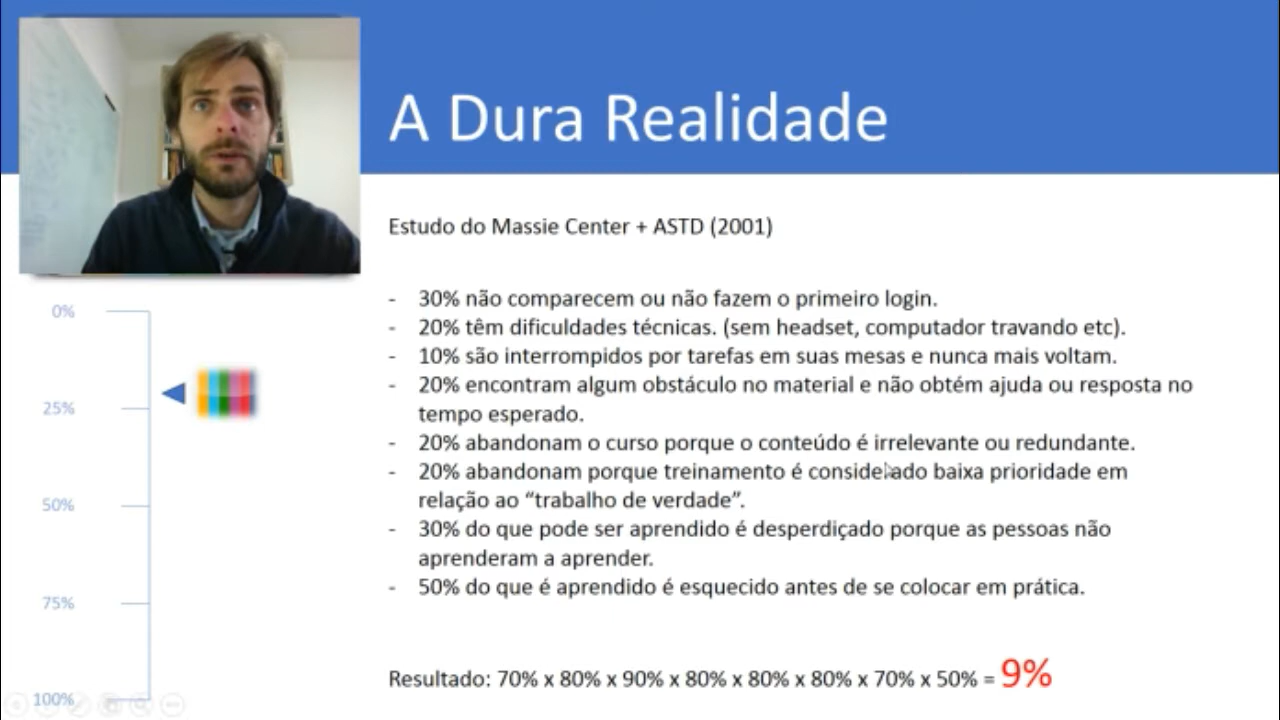 A Dura Realidade
Estudo do Massie Center + ASTD (2001)
- 30% não comparecem ou não fazem o primeiro login.
- 20% têm dificuldades técnicas. (sem headset, computador travando etc).
- 10% são interrompidos por tarefas em suas mesas e nunca mais voltam.
- 20% encontram algum obstáculo no material e não obtém ajuda ou resposta no
tempo esperado.
- 20% abandonam o curso porque o conteúdo é irrelevante ou redundante.
- 20% abandonam porque treinamento é considerado baixa prioridade em
relação ao “trabalho de verdade”.
- 30% do que pode ser aprendido é desperdiçado porque as pessoas não
aprenderam a aprender.
- 50% do que é aprendido é esquecido antes de se colocar em prática.
Resultado: 70% x 80% x 90% x 80% x 80% x 80% x 70% x 50% = 9%
0%
25%
50%
75%
100%